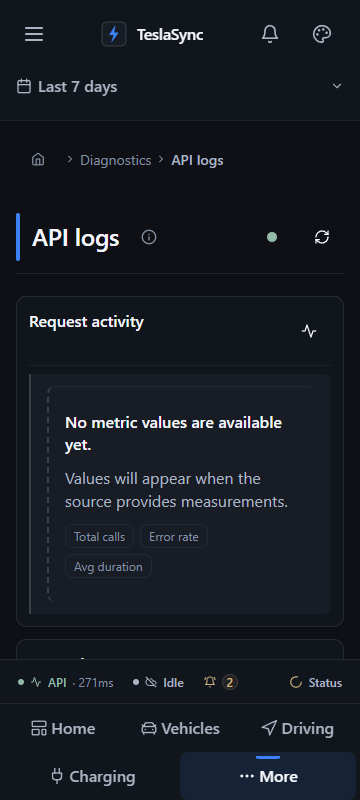 TeslaSync
Last 7 days
Diagnostics
API logs
API logs
Request activity
No metric values are available
yet.
Values will appear when the
source provides measurements.
Total calls
Error rate
Avg duration
API · 271ms
Idle
2
Status
Home
Vehicles
Driving
Charging
More